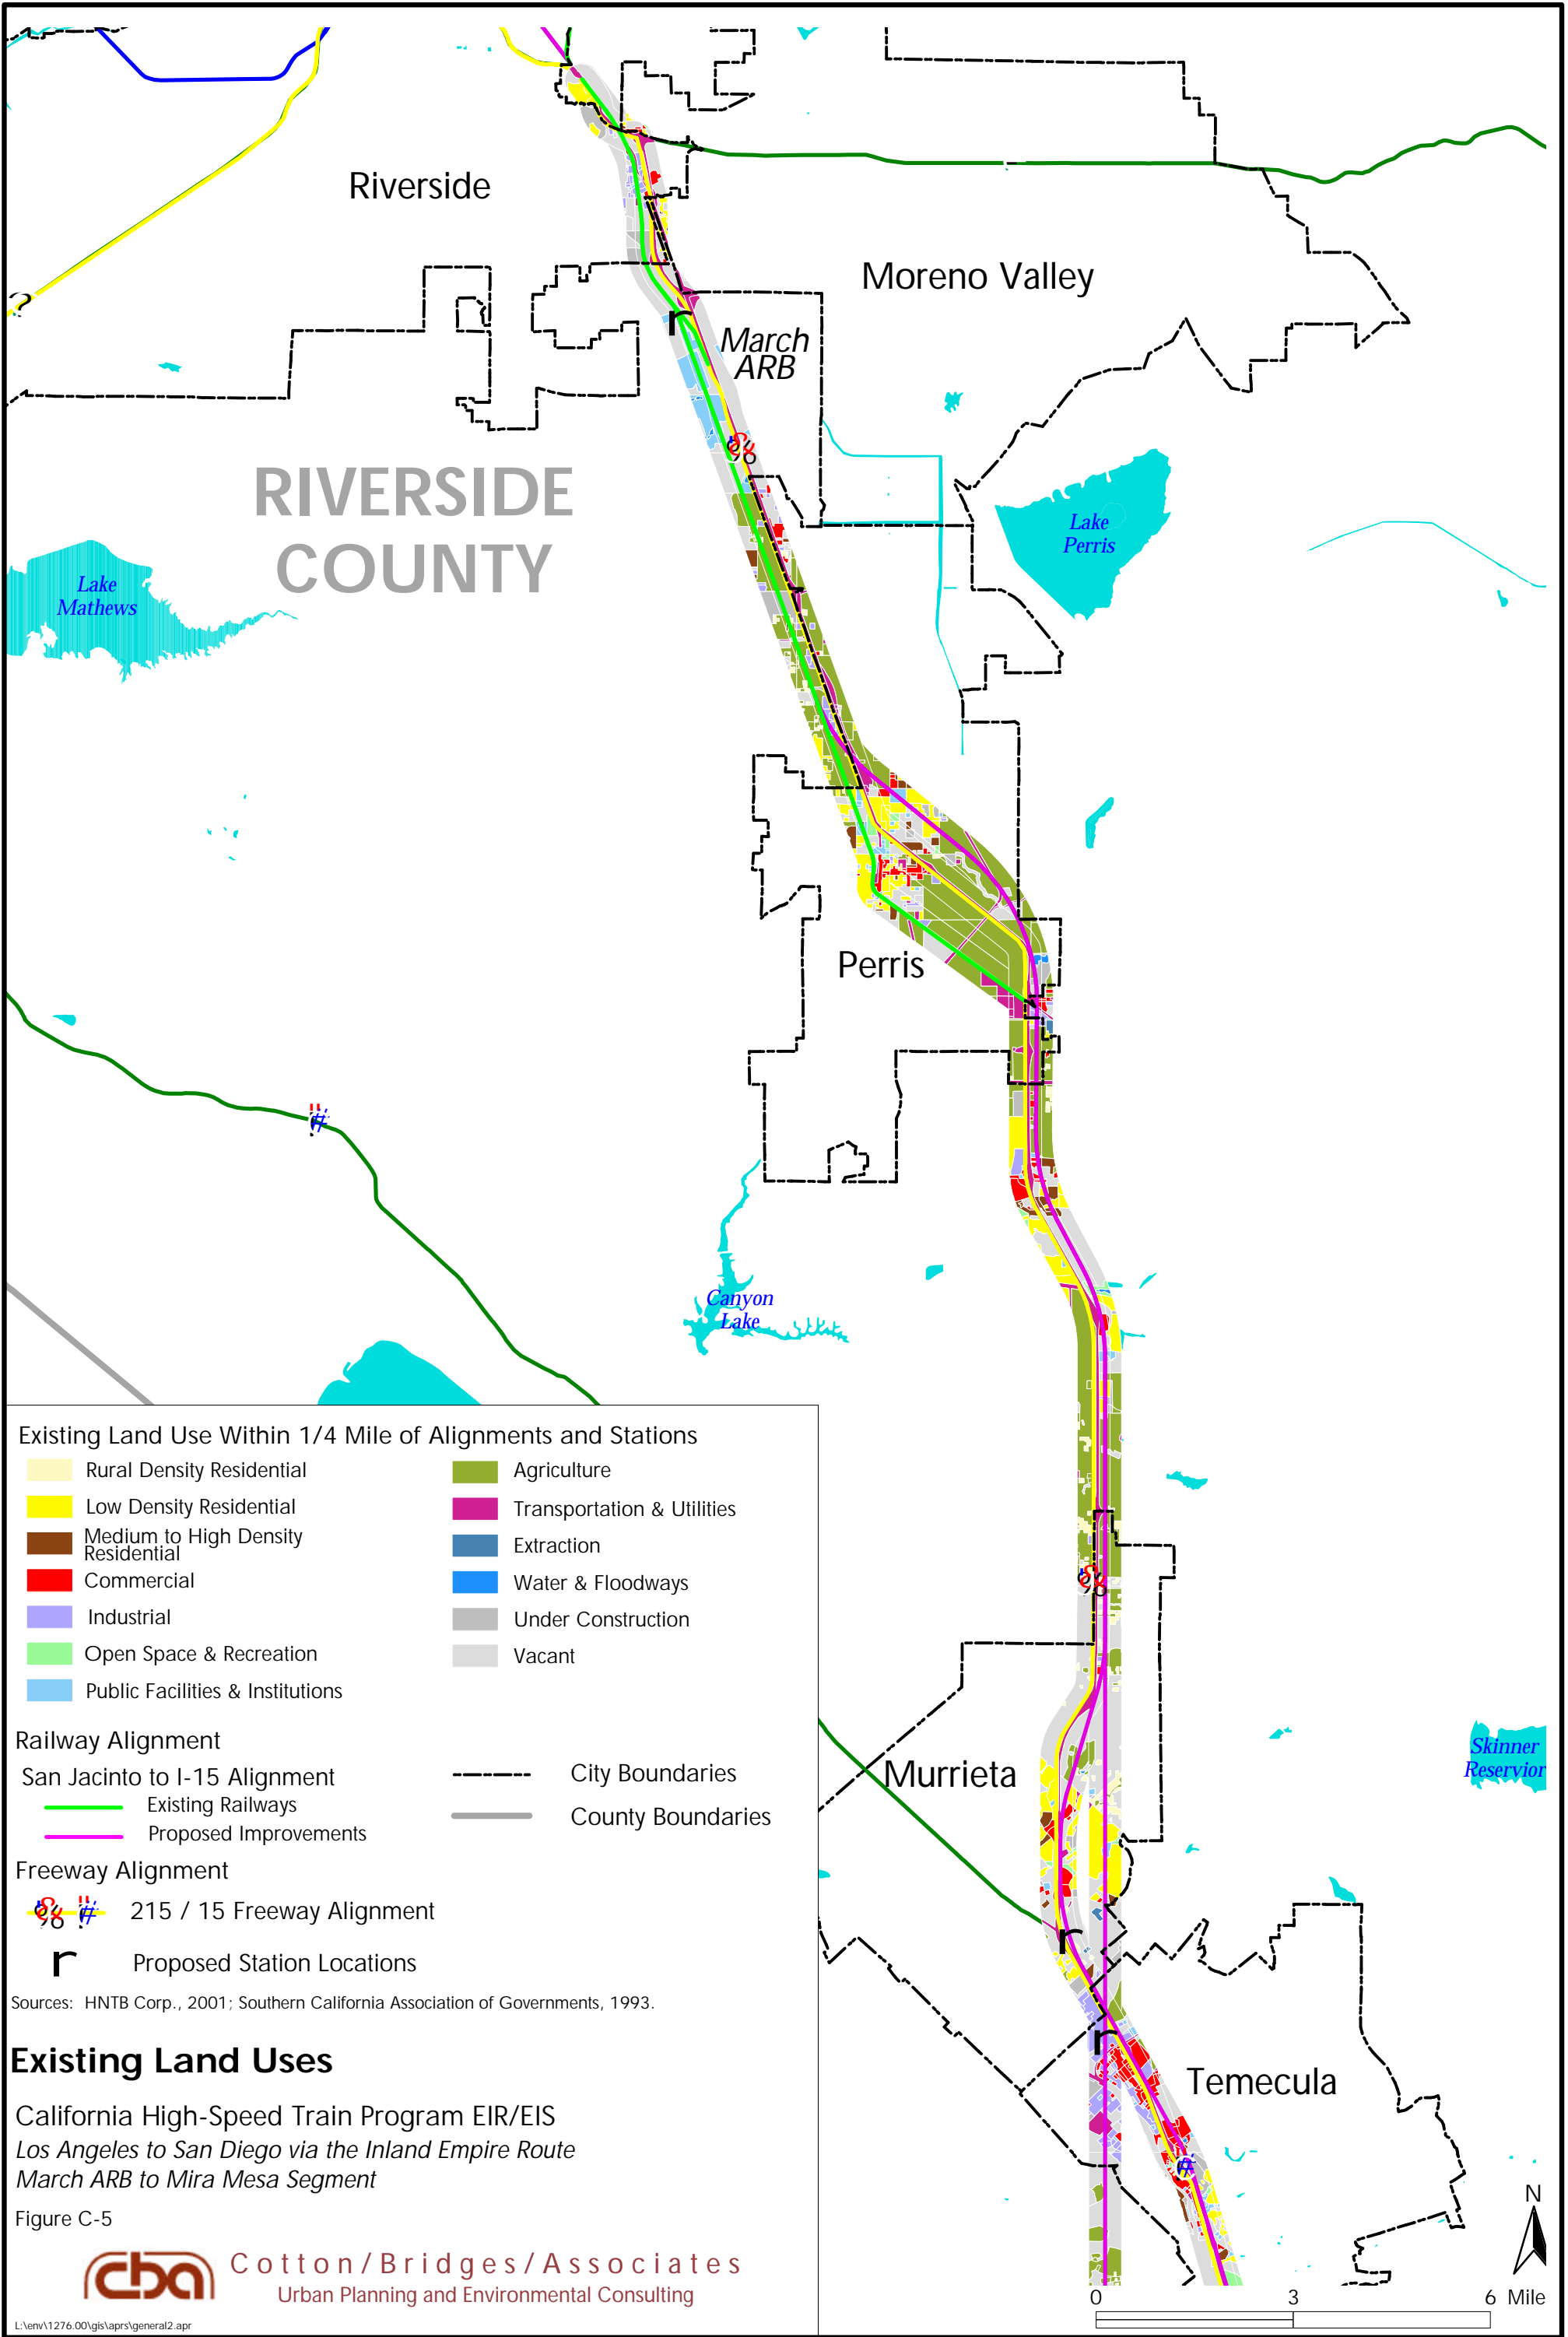 Riverside
Moreno Valley
March
ARB
RIVERSIDE
COUNTY
Lake
Perris
Lake
Mathews
Perris
Canyon
Lake
Existing Land Use Within 1/4 Mile of Alignments and Stations
Rural Density Residential
Low Density Residential
Medium to High Density
Residential
Commercial
Industrial
Open Space & Recreation
Public Facilities & Institutions
Agriculture
Transportation & Utilities
Extraction
Water & Floodways
Under Construction
Vacant
Railway Alignment
San Jacinto to I-15 Alignment
Existing Railways
Proposed Improvements
City Boundaries
County Boundaries
Freeway Alignment
215 / 15 Freeway Alignment
r Proposed Station Locations
Sources: HNTB Corp., 2001; Southern California Association of Governments, 1993.
Murrieta
Skinner
Reservior
Temecula
Existing Land Uses
California High-Speed Train Program EIR/EIS
Los Angeles to San Diego via the Inland Empire Route
March ARB to Mira Mesa Segment
Figure C-5
cba
Cotton/Bridges/Associates
Urban Planning and Environmental Consulting
L:\env\1276.00\gis\aprs\general2.apr
N
0 3 6 Mile